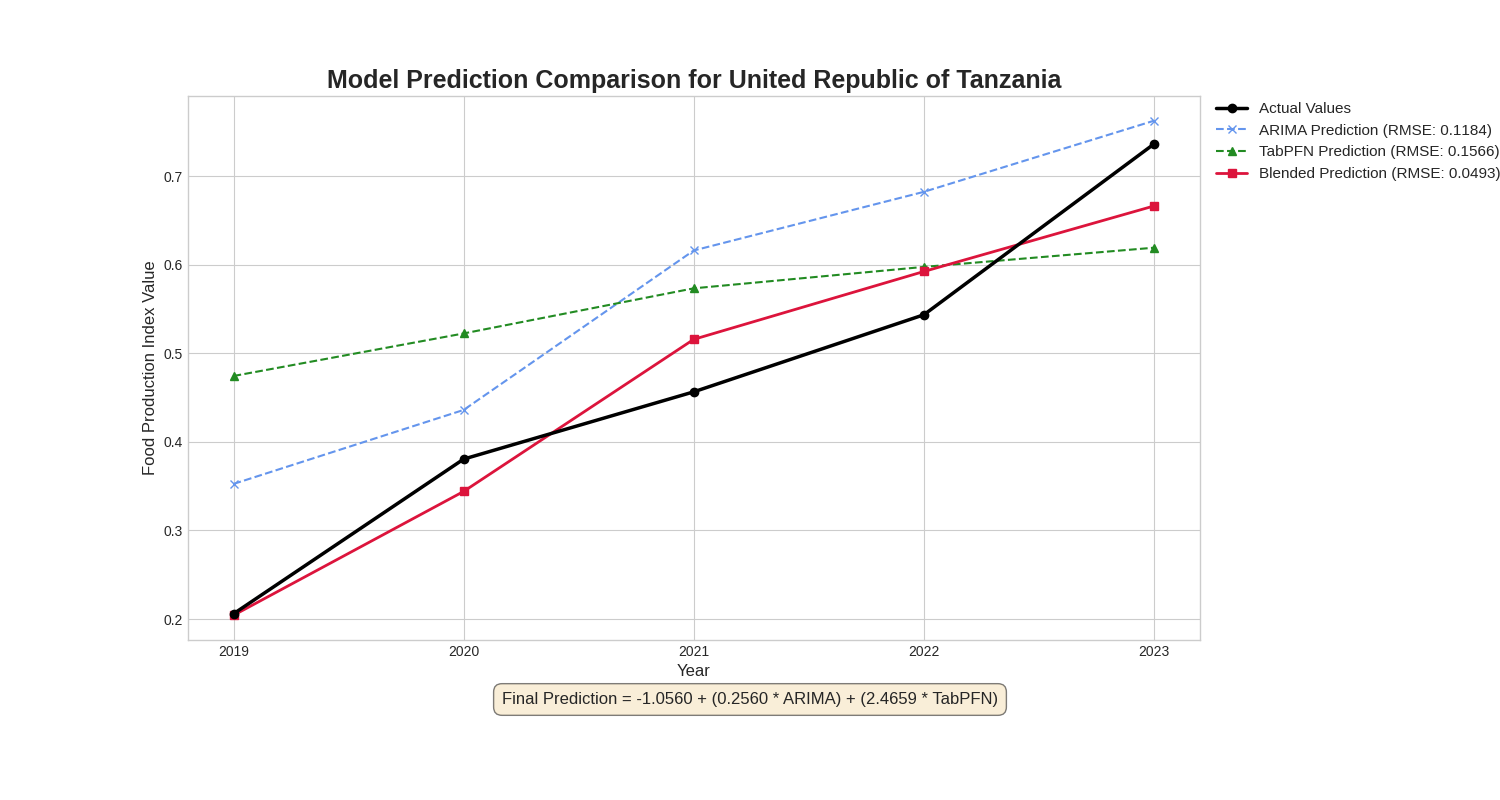 Model Prediction Comparison for United Republic of Tanzania
Actual Values
ARIMA Prediction (RMSE: 0.1184)
TabPFN Prediction (RMSE: 0.1566)
Blended Prediction (RMSE: 0.0493)
Food Production Index Value
0.7
0.6
0.5
0.4
0.3
0.2
2019 2020 2021 2022 2023
Year
Final Prediction = -1.0560 + (0.2560 * ARIMA) + (2.4659 * TabPFN)